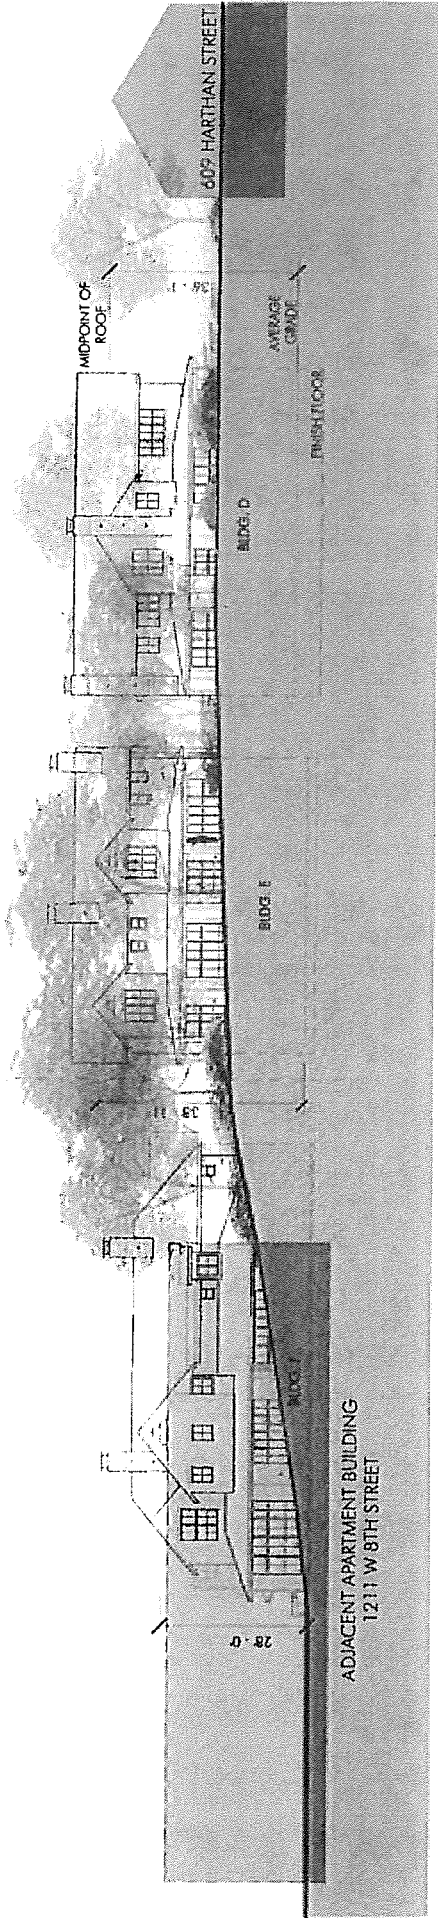 MIDPOINT OF
ROOF
609 HARTHAN STREET
AVERAGE
GRADE
FINISH FLOOR
BLDG. D
BLDG. E
BLDG. F
28' - 0"
ADJACENT APARTMENT BUILDING
1211 W 8TH STREET